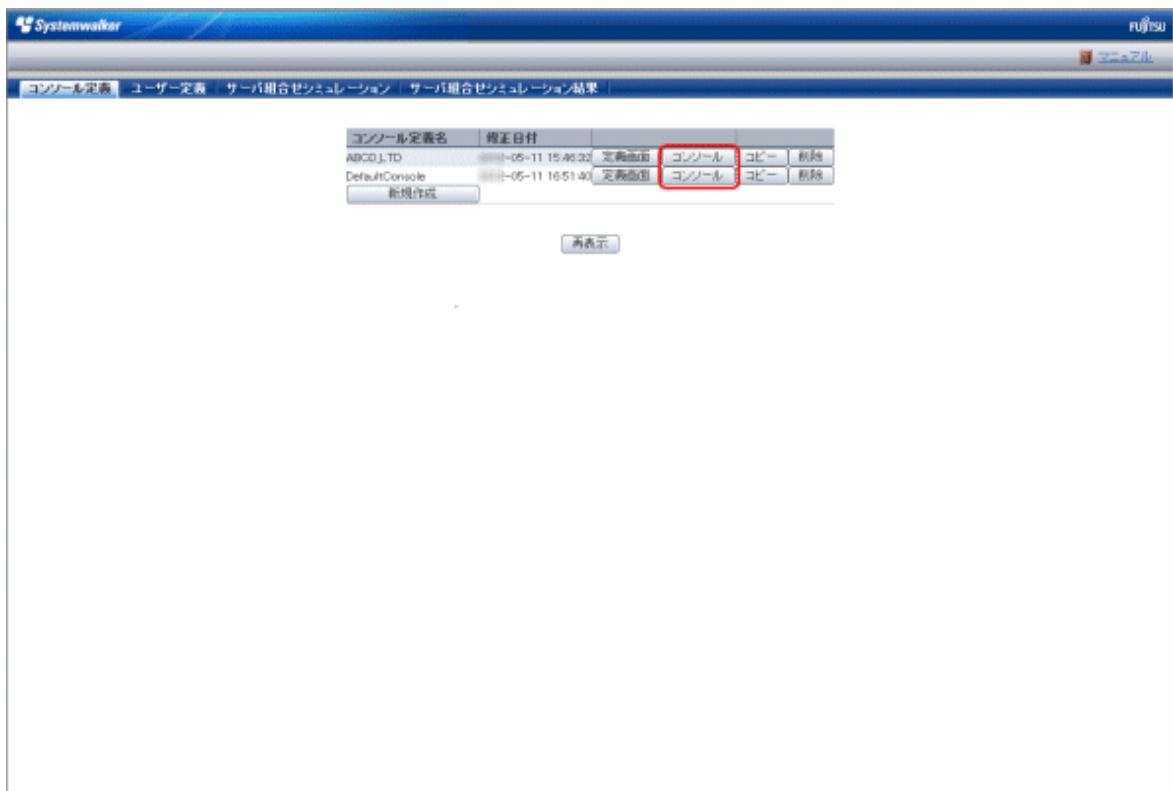 Systemwalker FUJITSU
マニュアル
コンソール定義 ユーザー定義 サーバ組合せシミュレーション サーバ組合せシミュレーション結果
コンソール定義名 修正日付
ABCD_LTD -05-11 15:46:32 定義画面 コンソール コピー 削除
DefaultConsole -05-11 16:51:40 定義画面 コンソール コピー 削除
新規作成
再表示